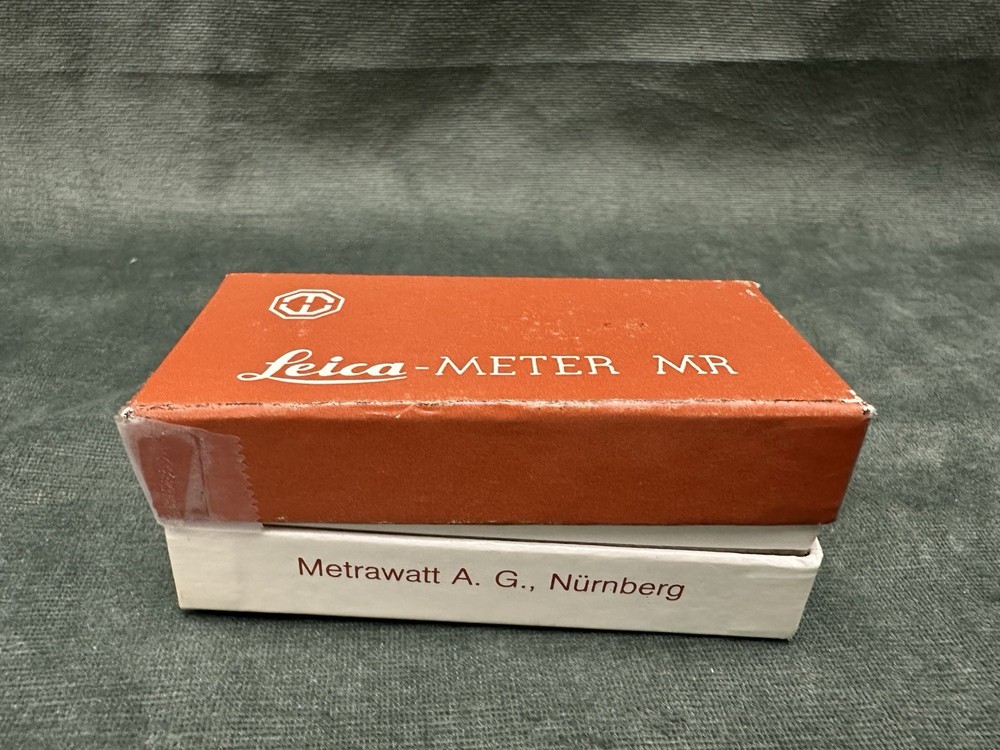 Leica-METER MR
Metrawatt A. G., Nürnberg